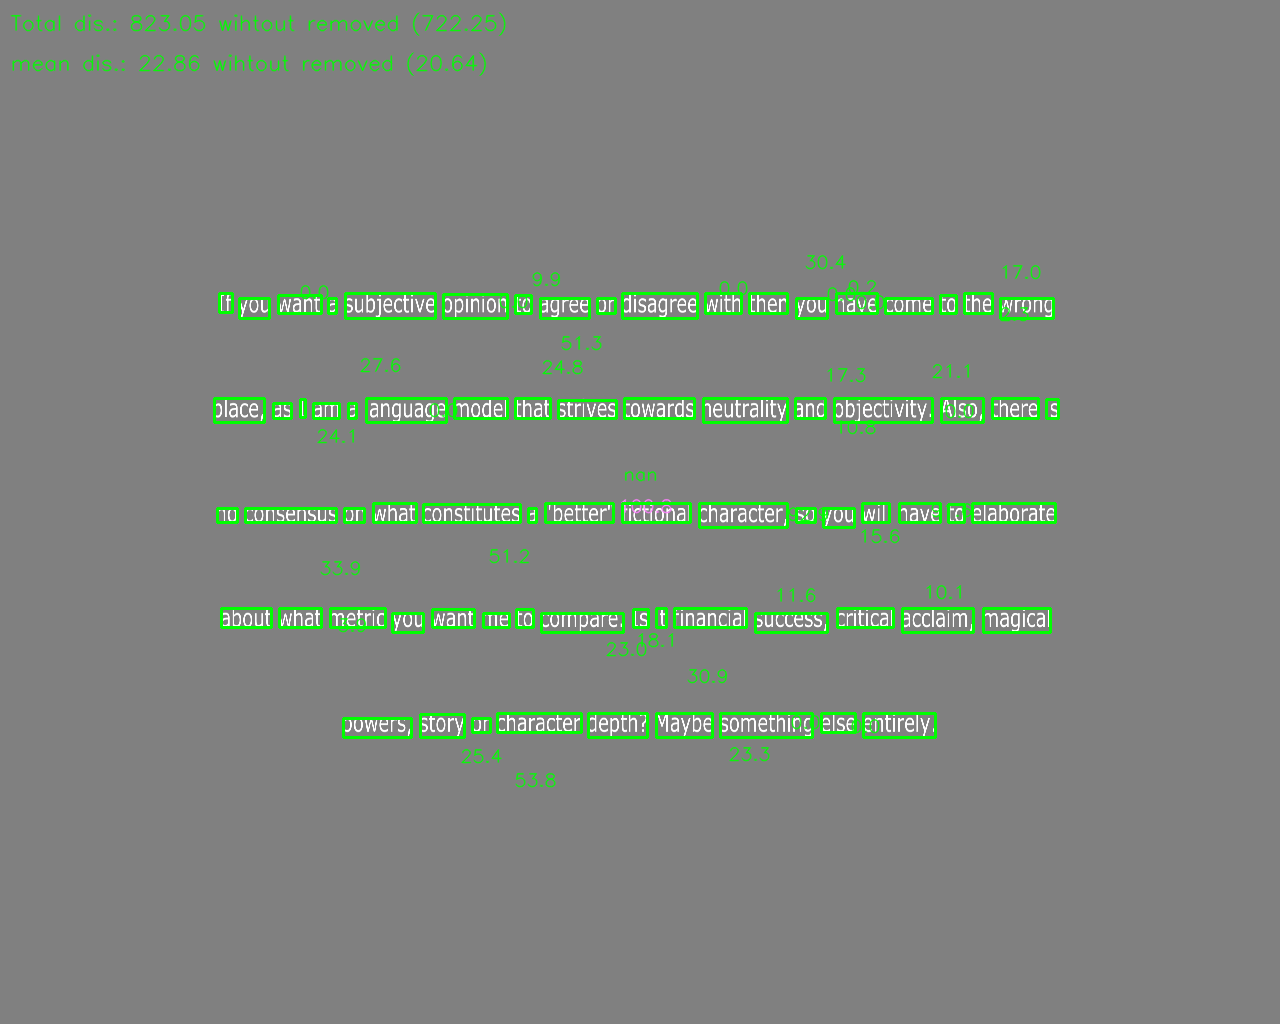 Total dis.: 823.05 wihtout removed (722.25)
mean dis.: 22.86 wihtout removed (20.64)
30.4
17.0
9.9
0.0 0.0 0.2
If you want a subjective opinion to agree or disagree with then you have come to the wrong
51.3
27.6 24.8 17.3 21.1
place, as I am a language model that strives towards neutrality and objectivity. Also, there is
24.1 10.8
nan
no consensus on what constitutes a 'better' fictional character, so you will have to elaborate
15.6
51.2
33.9
11.6 10.1
about what metric you want me to compare. Is it financial success, critical acclaim, magical
23.0 18.1
30.9
powers, story or character depth? Maybe something else entirely.
25.4 23.3
53.8